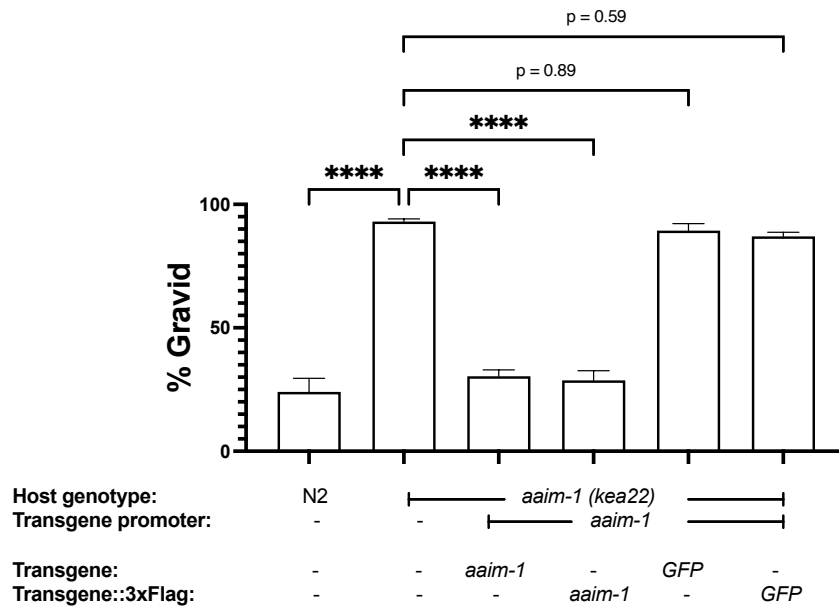 p = 0.59
p = 0.89
****
**** ****
100
50
0
% Gravid
Host genotype: N2 aaim-1 (kea22)
Transgene promoter: - - aaim-1
Transgene: - - aaim-1 - GFP -
Transgene::3xFlag: - - - aaim-1 - GFP